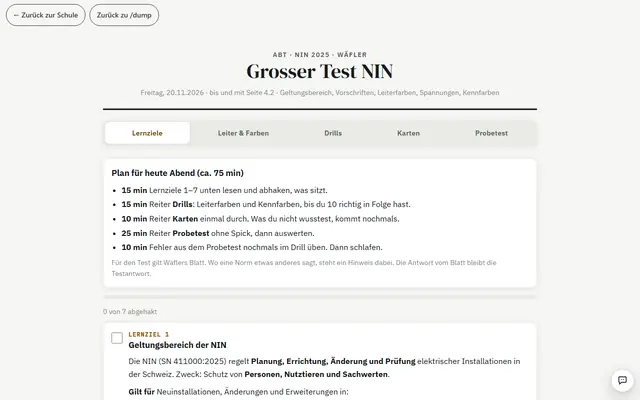 ← Zurück zur Schule
Zurück zu /dump
ABT · NIN 2025 · WÄFLER
Grosser Test NIN
Freitag, 20.11.2026 · bis und mit Seite 4.2 · Geltungsbereich, Vorschriften, Leiterfarben, Spannungen, Kennfarben
Lernziele
Leiter & Farben
Drills
Karten
Probetest
Plan für heute Abend (ca. 75 min)
• 15 min Lernziele 1–7 unten lesen und abhaken, was sitzt.
• 15 min Reiter Drills: Leiterfarben und Kennfarben, bis du 10 richtig in Folge hast.
• 10 min Reiter Karten einmal durch. Was du nicht wusstest, kommt nochmals.
• 25 min Reiter Probetest ohne Spick, dann auswerten.
• 10 min Fehler aus dem Probetest nochmals im Drill üben. Dann schlafen.
Für den Test gilt Wäflers Blatt. Wo eine Norm etwas anderes sagt, steht ein Hinweis dabei. Die Antwort vom Blatt bleibt die
Testantwort.
0 von 7 abgehakt
LERNZIEL 1
Geltungsbereich der NIN
Die NIN (SN 411000:2025) regelt Planung, Errichtung, Änderung und Prüfung elektrischer Installationen in
der Schweiz. Zweck: Schutz von Personen, Nutztieren und Sachwerten.
Gilt für Neuinstallationen, Änderungen und Erweiterungen in: